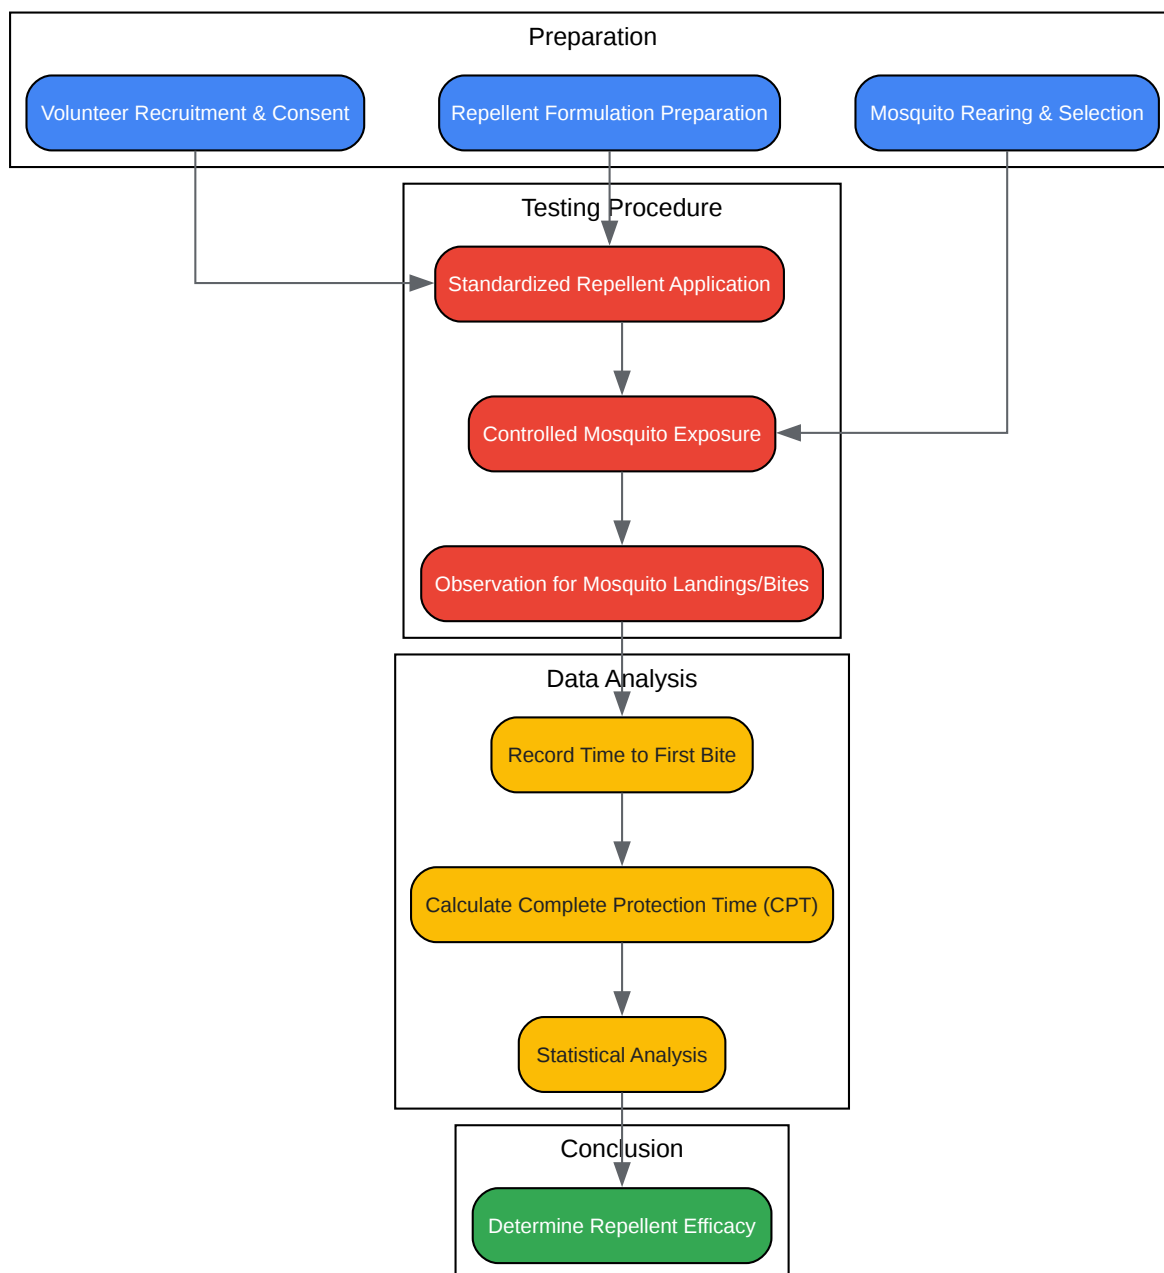 Preparation
Volunteer Recruitment & Consent
Repellent Formulation Preparation
Mosquito Rearing & Selection
Testing Procedure
Standardized Repellent Application
Controlled Mosquito Exposure
Observation for Mosquito Landings/Bites
Data Analysis
Record Time to First Bite
Calculate Complete Protection Time (CPT)
Statistical Analysis
Conclusion
Determine Repellent Efficacy